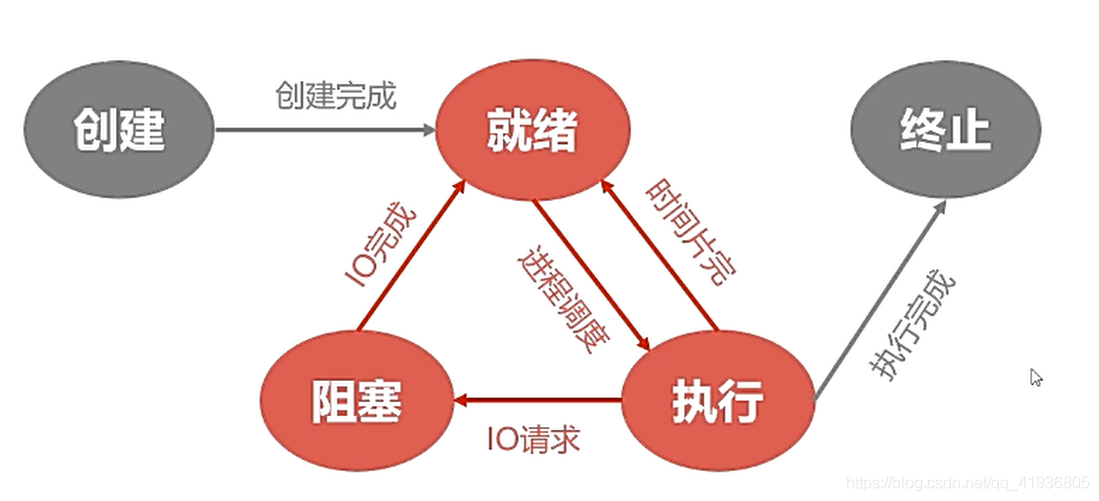 创建
创建完成
就绪
终止
IO完成
进程调度
时间片完
执行完成
阻塞
IO请求
执行
https://blog.csdn.net/qq_41936805